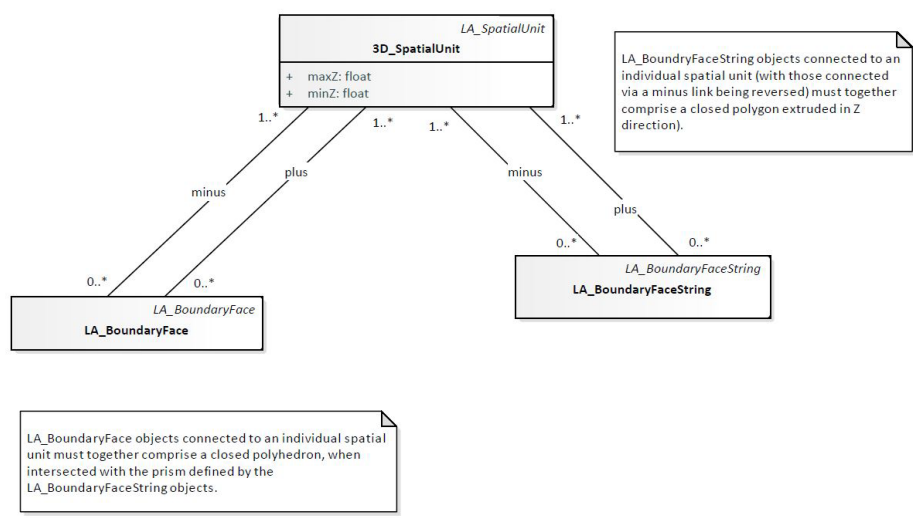 LA_SpatialUnit
3D_SpatialUnit
+ maxZ: float
+ minZ: float
LA_BoundryFaceString objects connected to an
individual spatial unit (with those connected
via a minus link being reversed) must together
comprise a closed polygon extruded in Z
direction).
1..*
1..*
1..*
1..*
minus
plus
minus
plus
0..*
0..*
0..*
0..*
LA_BoundaryFaceString
LA_BoundaryFaceString
LA_BoundaryFace
LA_BoundaryFace
LA_BoundaryFace objects connected to an individual spatial
unit must together comprise a closed polyhedron, when
intersected with the prism defined by the
LA_BoundaryFaceString objects.